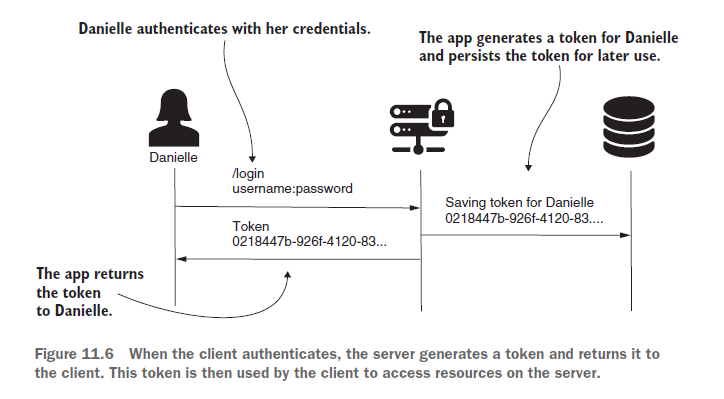 Danielle authenticates with her credentials.
The app generates a token for Danielle
and persists the token for later use.
Danielle
/login
username:password
Saving token for Danielle
0218447b-926f-4120-83....
Token
0218447b-926f-4120-83...
The app returns
the token
to Danielle.
Figure 11.6 When the client authenticates, the server generates a token and returns it to
the client. This token is then used by the client to access resources on the server.